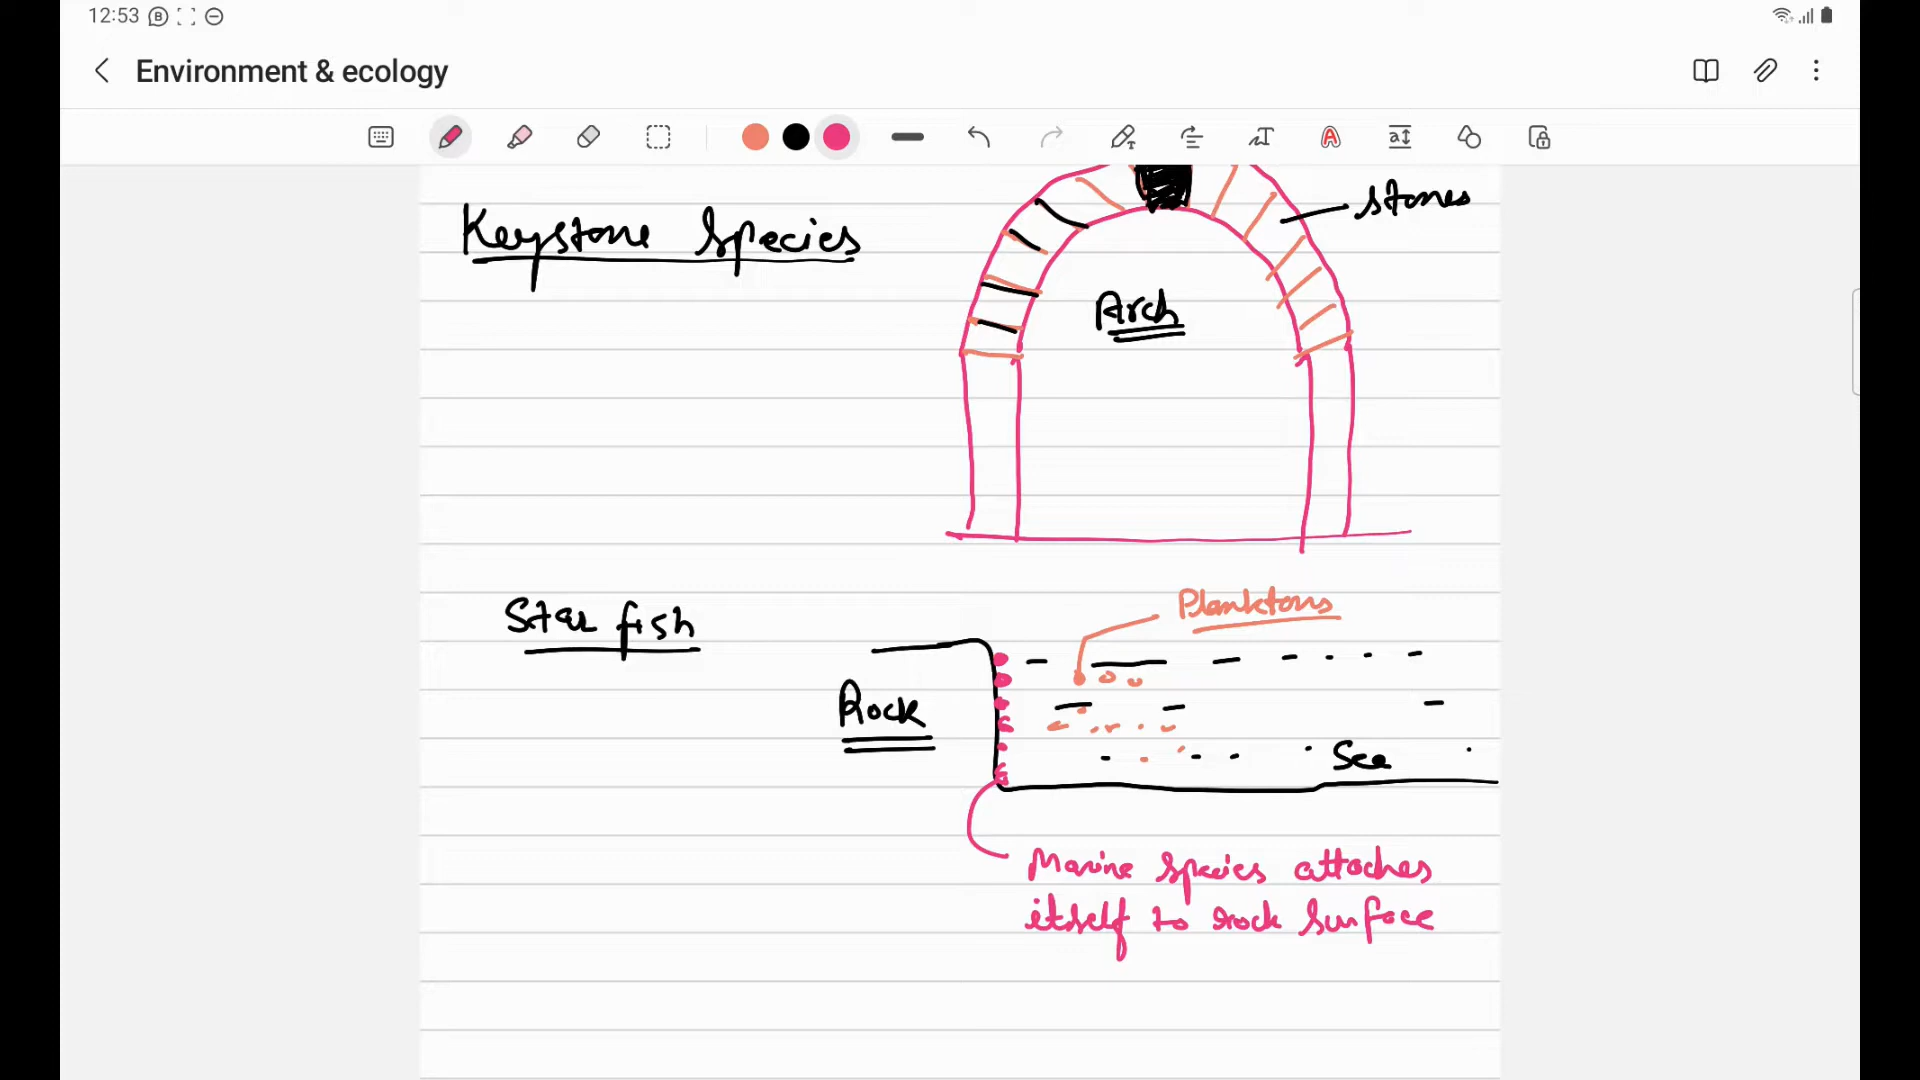 12:53
Environment & ecology
stones
Keystone Species
Arch
Star fish
Planktons
Rock
Sea
Marine Species attaches
itself to rock surface